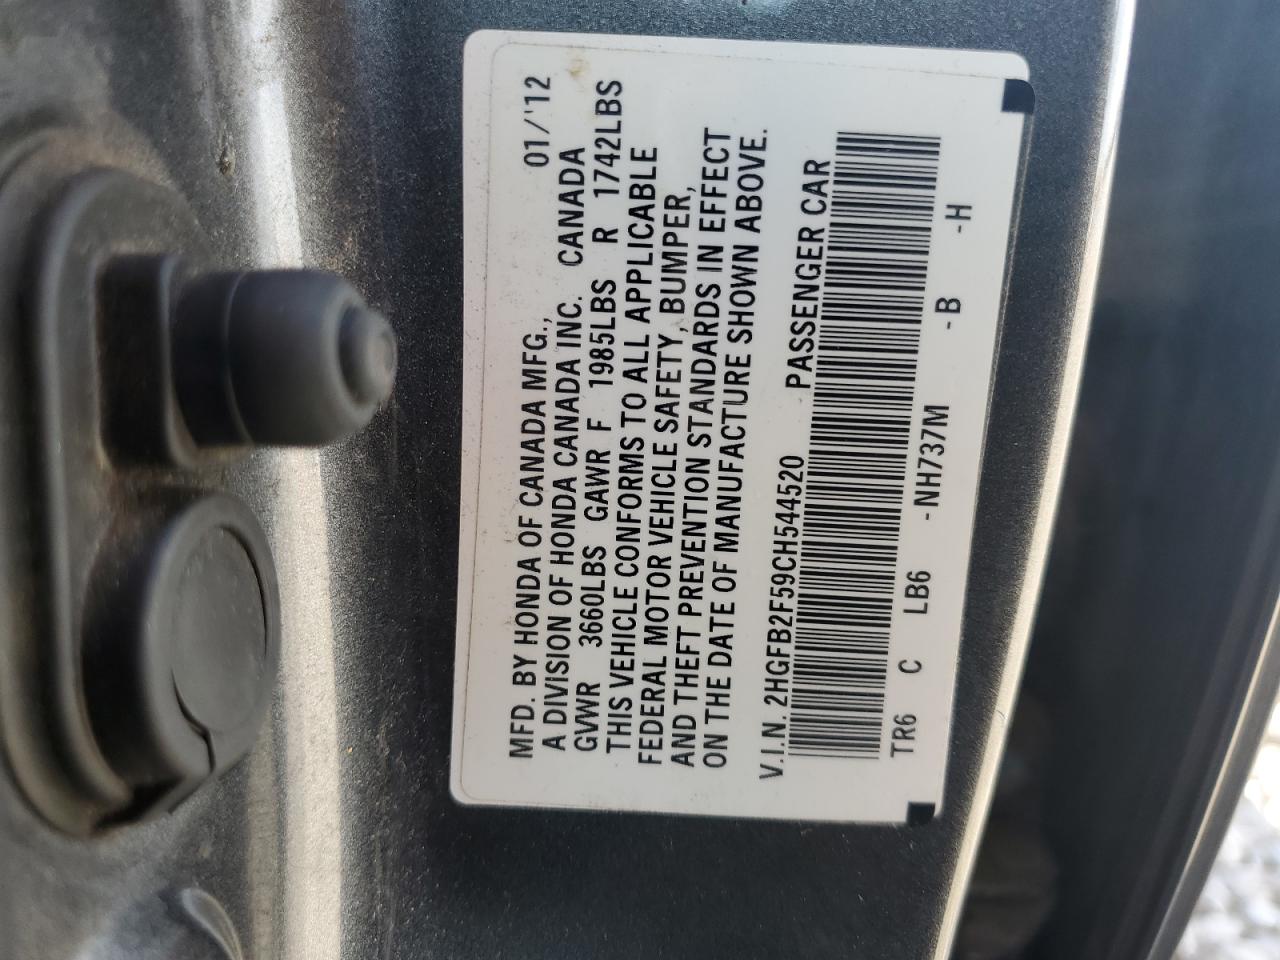 MFD. BY HONDA OF CANADA MFG., 01/'12
A DIVISION OF HONDA CANADA INC. CANADA
GVWR 3660LBS GAWR F 1985LBS R 1742LBS
THIS VEHICLE CONFORMS TO ALL APPLICABLE
FEDERAL MOTOR VEHICLE SAFETY, BUMPER,
AND THEFT PREVENTION STANDARDS IN EFFECT
ON THE DATE OF MANUFACTURE SHOWN ABOVE.
V.I.N. 2HGFB2F59CH544520 PASSENGER CAR
TR6 C LB6 -NH737M -B -H